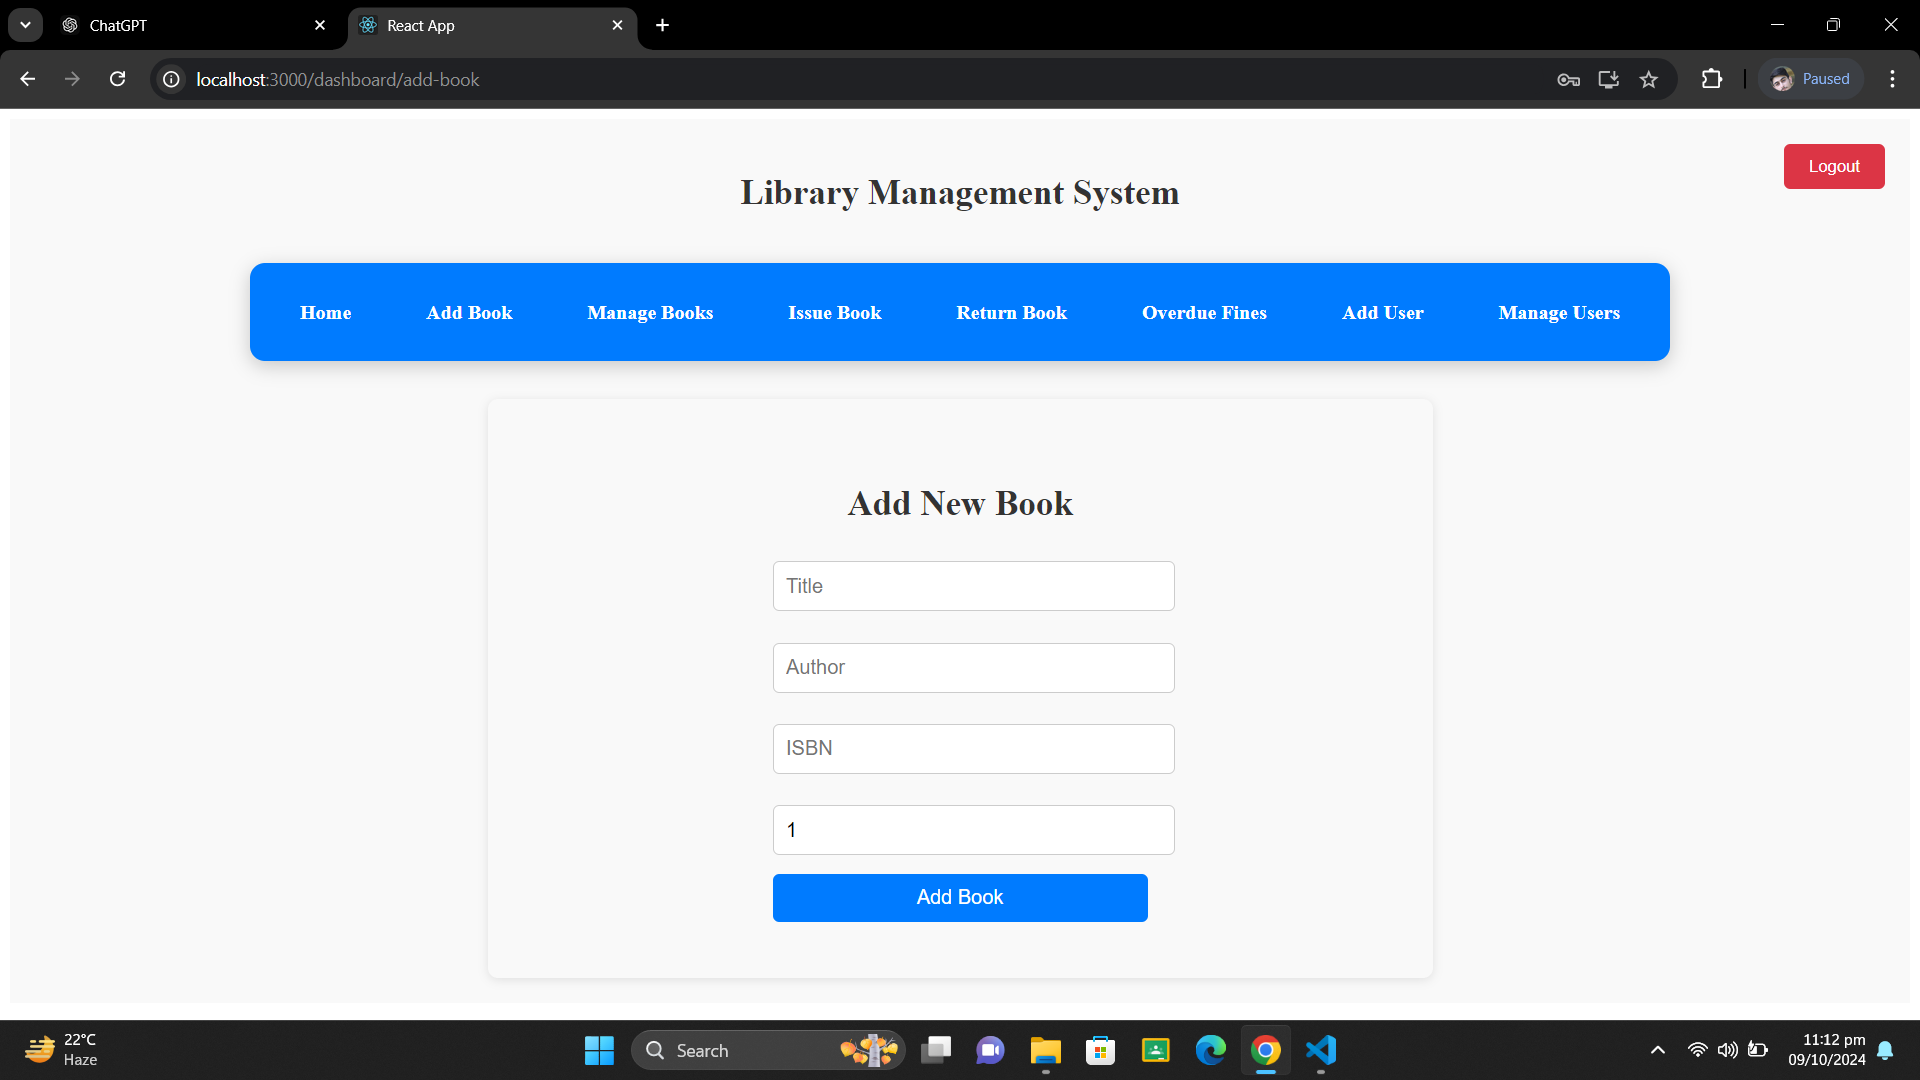 ChatGPT
React App
localhost:3000/dashboard/add-book
Paused
Logout
Library Management System
Home Add Book Manage Books Issue Book Return Book Overdue Fines Add User Manage Users
Add New Book
Title
Author
ISBN
1
Add Book
22°C
Haze
Search
11:12 pm
09/10/2024